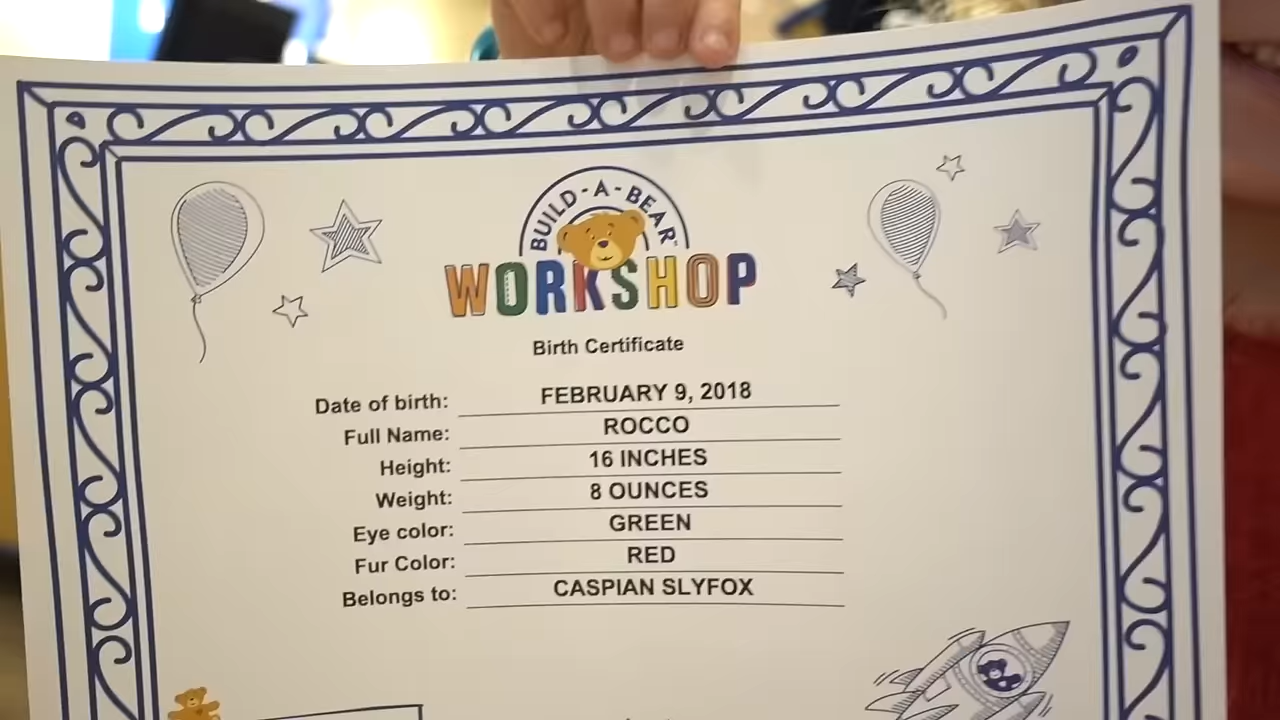 BUILD-A-BEAR™
WORKSHOP
Birth Certificate
Date of birth: FEBRUARY 9, 2018
Full Name: ROCCO
Height: 16 INCHES
Weight: 8 OUNCES
Eye color: GREEN
Fur Color: RED
Belongs to: CASPIAN SLYFOX